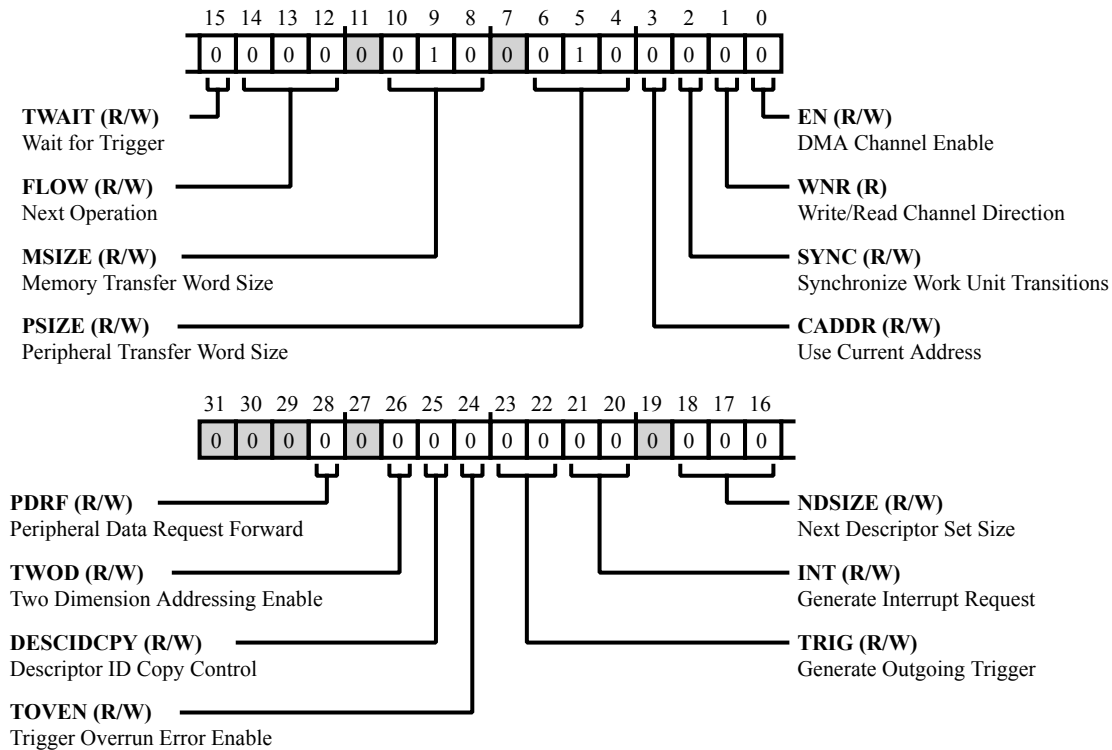 15 14 13 12 11 10 9 8 7 6 5 4 3 2 1 0
0 0 0 0 0 0 1 0 0 0 1 0 0 0 0 0
TWAIT (R/W)
Wait for Trigger
FLOW (R/W)
Next Operation
MSIZE (R/W)
Memory Transfer Word Size
PSIZE (R/W)
Peripheral Transfer Word Size
EN (R/W)
DMA Channel Enable
WNR (R)
Write/Read Channel Direction
SYNC (R/W)
Synchronize Work Unit Transitions
CADDR (R/W)
Use Current Address
31 30 29 28 27 26 25 24 23 22 21 20 19 18 17 16
0 0 0 0 0 0 0 0 0 0 0 0 0 0 0 0
PDRF (R/W)
Peripheral Data Request Forward
TWOD (R/W)
Two Dimension Addressing Enable
DESCIDCPY (R/W)
Descriptor ID Copy Control
TOVEN (R/W)
Trigger Overrun Error Enable
NDSIZE (R/W)
Next Descriptor Set Size
INT (R/W)
Generate Interrupt Request
TRIG (R/W)
Generate Outgoing Trigger